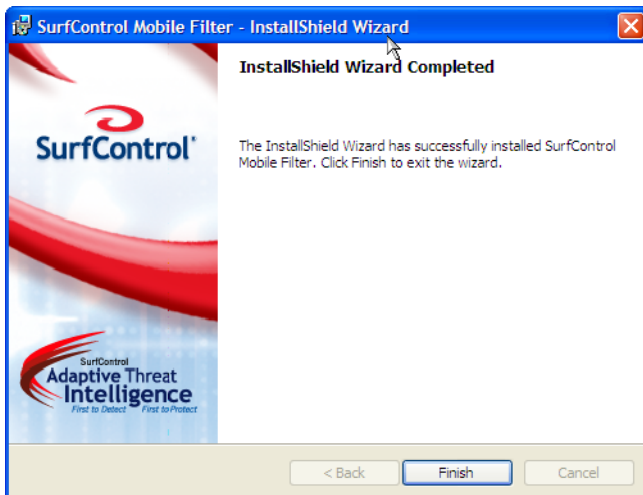 SurfControl Mobile Filter - InstallShield Wizard
InstallShield Wizard Completed
SurfControl
The InstallShield Wizard has successfully installed SurfControl
Mobile Filter. Click Finish to exit the wizard.
SurfControl
Adaptive Threat
Intelligence
First to Detect First to Protect
< Back
Finish
Cancel